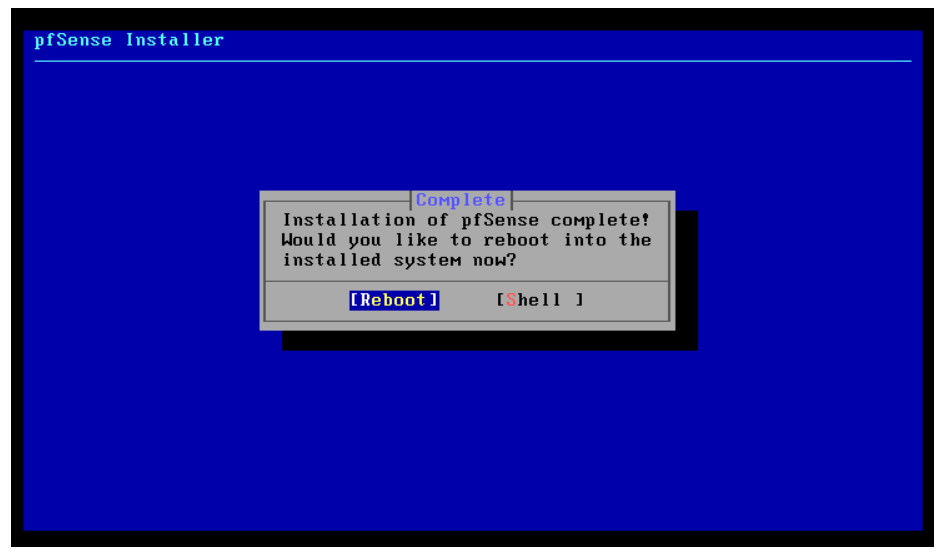 pfSense Installer
Complete
Installation of pfSense complete!
Would you like to reboot into the
installed system now?
[Reboot] [Shell ]